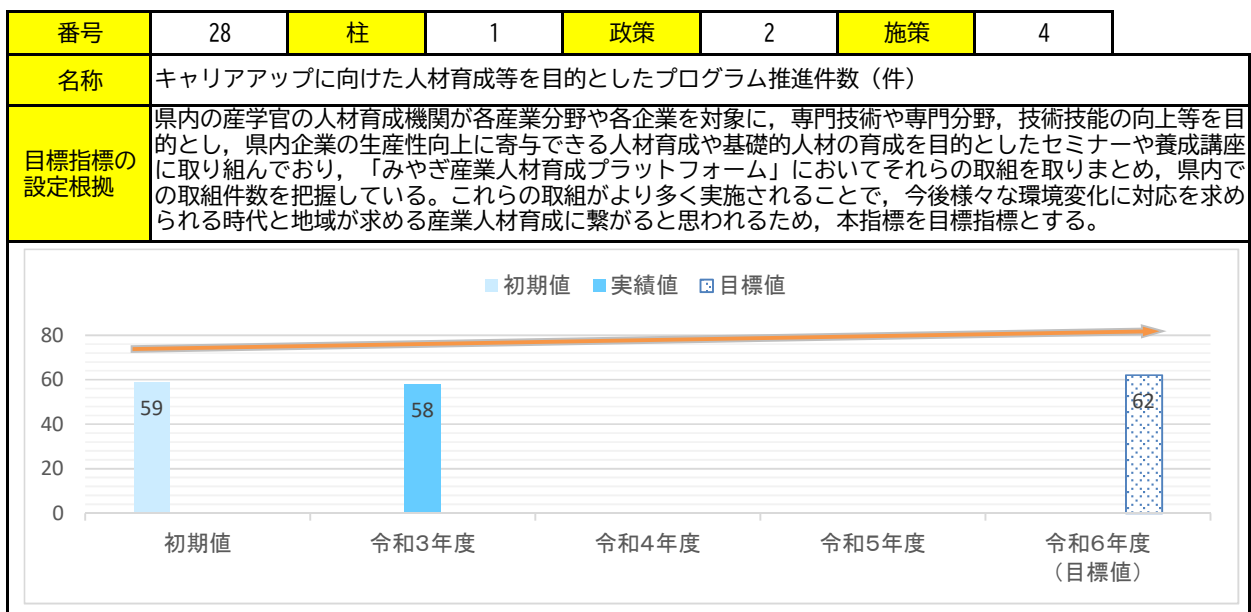 番号 28 柱 1 政策 2 施策 4
名称 キャリアアップに向けた人材育成等を目的としたプログラム推進件数（件）
目標指標の
設定根拠
県内の産学官の人材育成機関が各産業分野や各企業を対象に，専門技術や専門分野，技術技能の向上等を目
的とし，県内企業の生産性向上に寄与できる人材育成や基礎的人材の育成を目的としたセミナーや養成講座
に取り組んでおり，「みやぎ産業人材育成プラットフォーム」においてそれらの取組を取りまとめ，県内で
の取組件数を把握している。これらの取組がより多く実施されることで，今後様々な環境変化に対応を求め
られる時代と地域が求める産業人材育成に繋がると思われるため，本指標を目標指標とする。
初期値 実績値 目標値
80
60
40
20
0
59
58
62
初期値 令和3年度 令和4年度 令和5年度 令和6年度
（目標値）